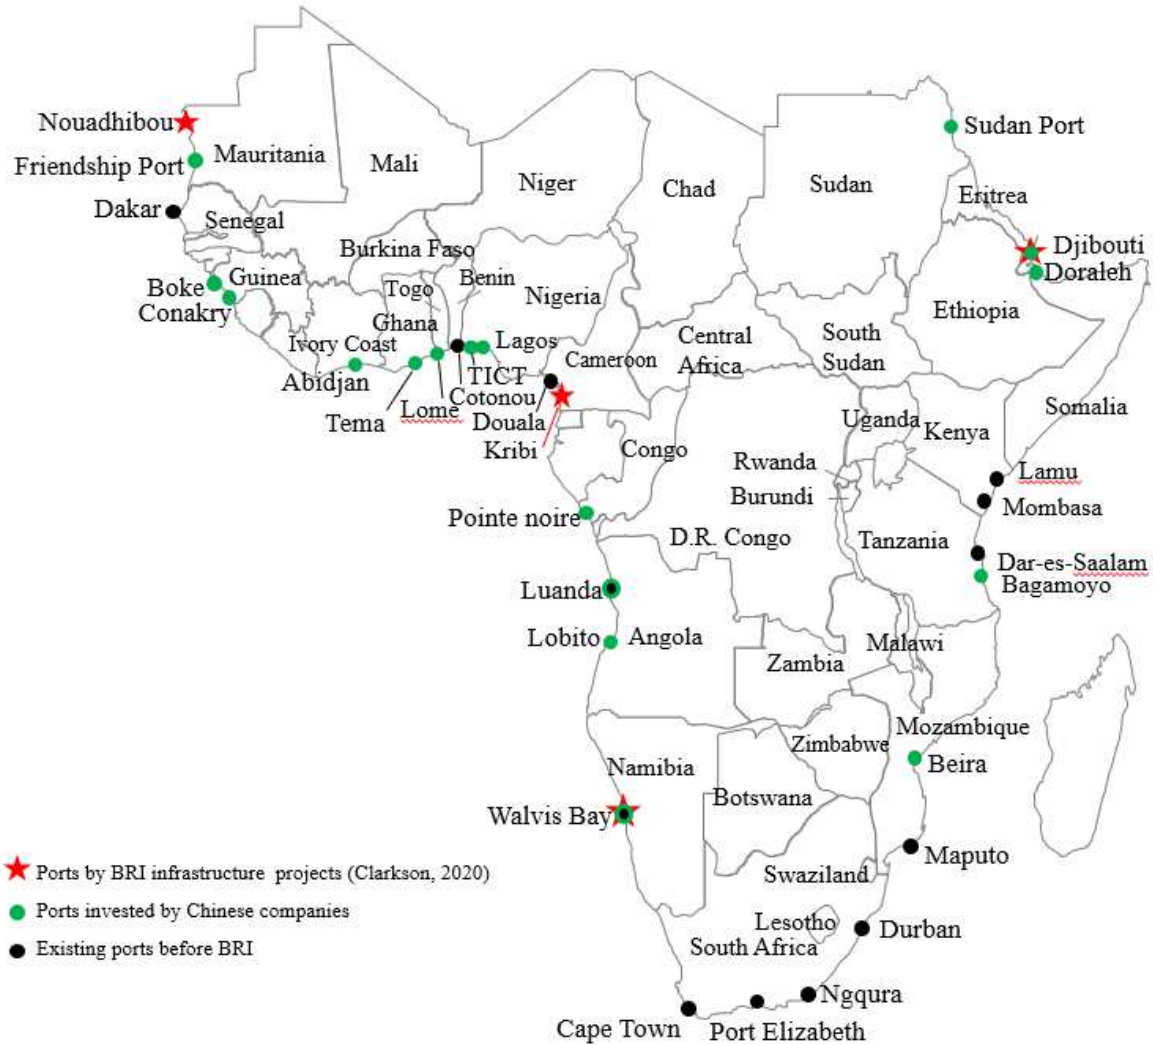 Nouadhibou
Sudan Port
Mauritania
Friendship Port
Mali
Niger
Chad
Sudan
Eritrea
Dakar
Senegal
Burkina Faso
Djibouti
Doraleh
Boke
Guinea
Benin
Togo
Nigeria
Ethiopia
Conakry
Ghana
Ivory Coast
Lagos
Central
Africa
South
Sudan
Cameroon
Abidjan
TICT
Cotonou
Lome
Tema
Douala
Kribi
Uganda
Kenya
Somalia
Congo
Rwanda
Burundi
Lamu
Mombasa
Pointe noire
D.R. Congo
Tanzania
Dar-es-Saalam
Bagamoyo
Luanda
Lobito
Angola
Malawi
Zambia
Mozambique
Zimbabwe
Beira
Namibia
Botswana
Walvis Bay
Maputo
Swaziland
Lesotho
South Africa
Durban
Ngqura
Cape Town
Port Elizabeth
Ports by BRI infrastructure projects (Clarkson, 2020)
Ports invested by Chinese companies
Existing ports before BRI